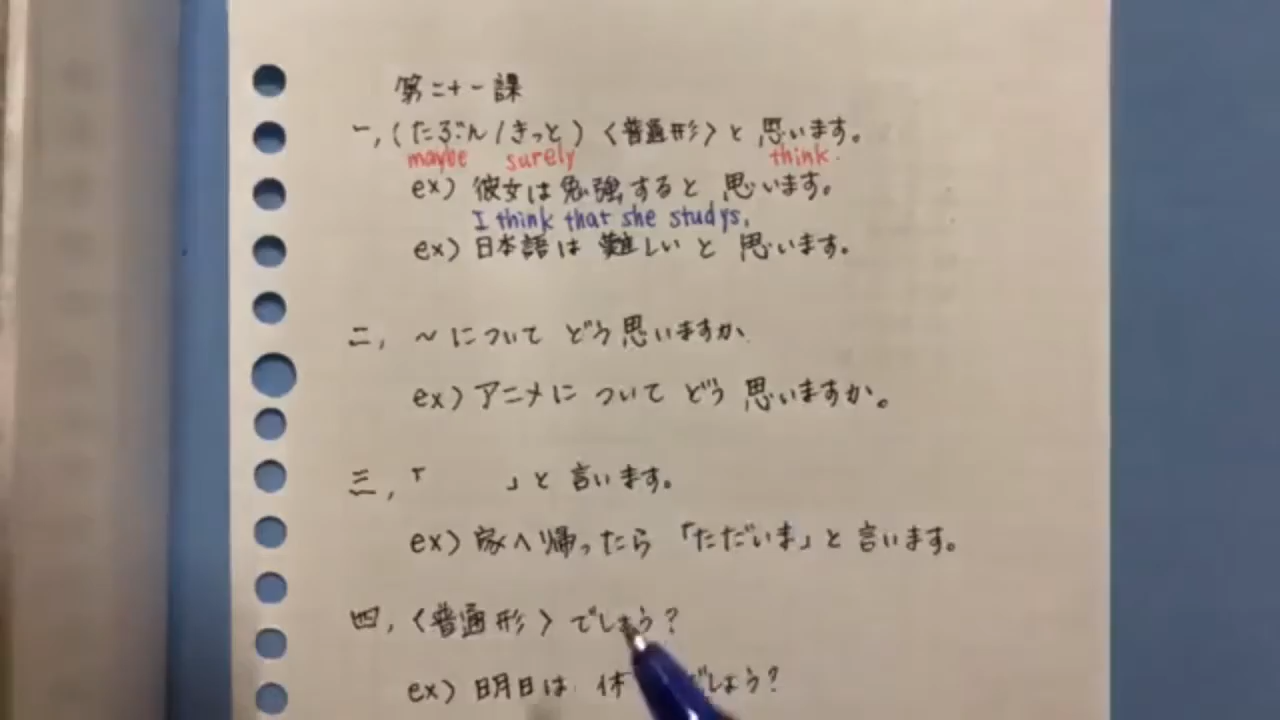 第二十一課
一,(たぶん/きっと)〈普通形〉と思います。
maybe surely think.
ex)彼女は勉強すると思います。
I think that she studys.
ex)日本語は難しいと思います。
二, ～についてどう思いますか、
ex)アニメについてどう思いますか。
三,「 」と言います。
ex)家へ帰ったら「ただいま」と言います。
四,〈普通形〉でしょう?
ex)明日は 休 でしょう?